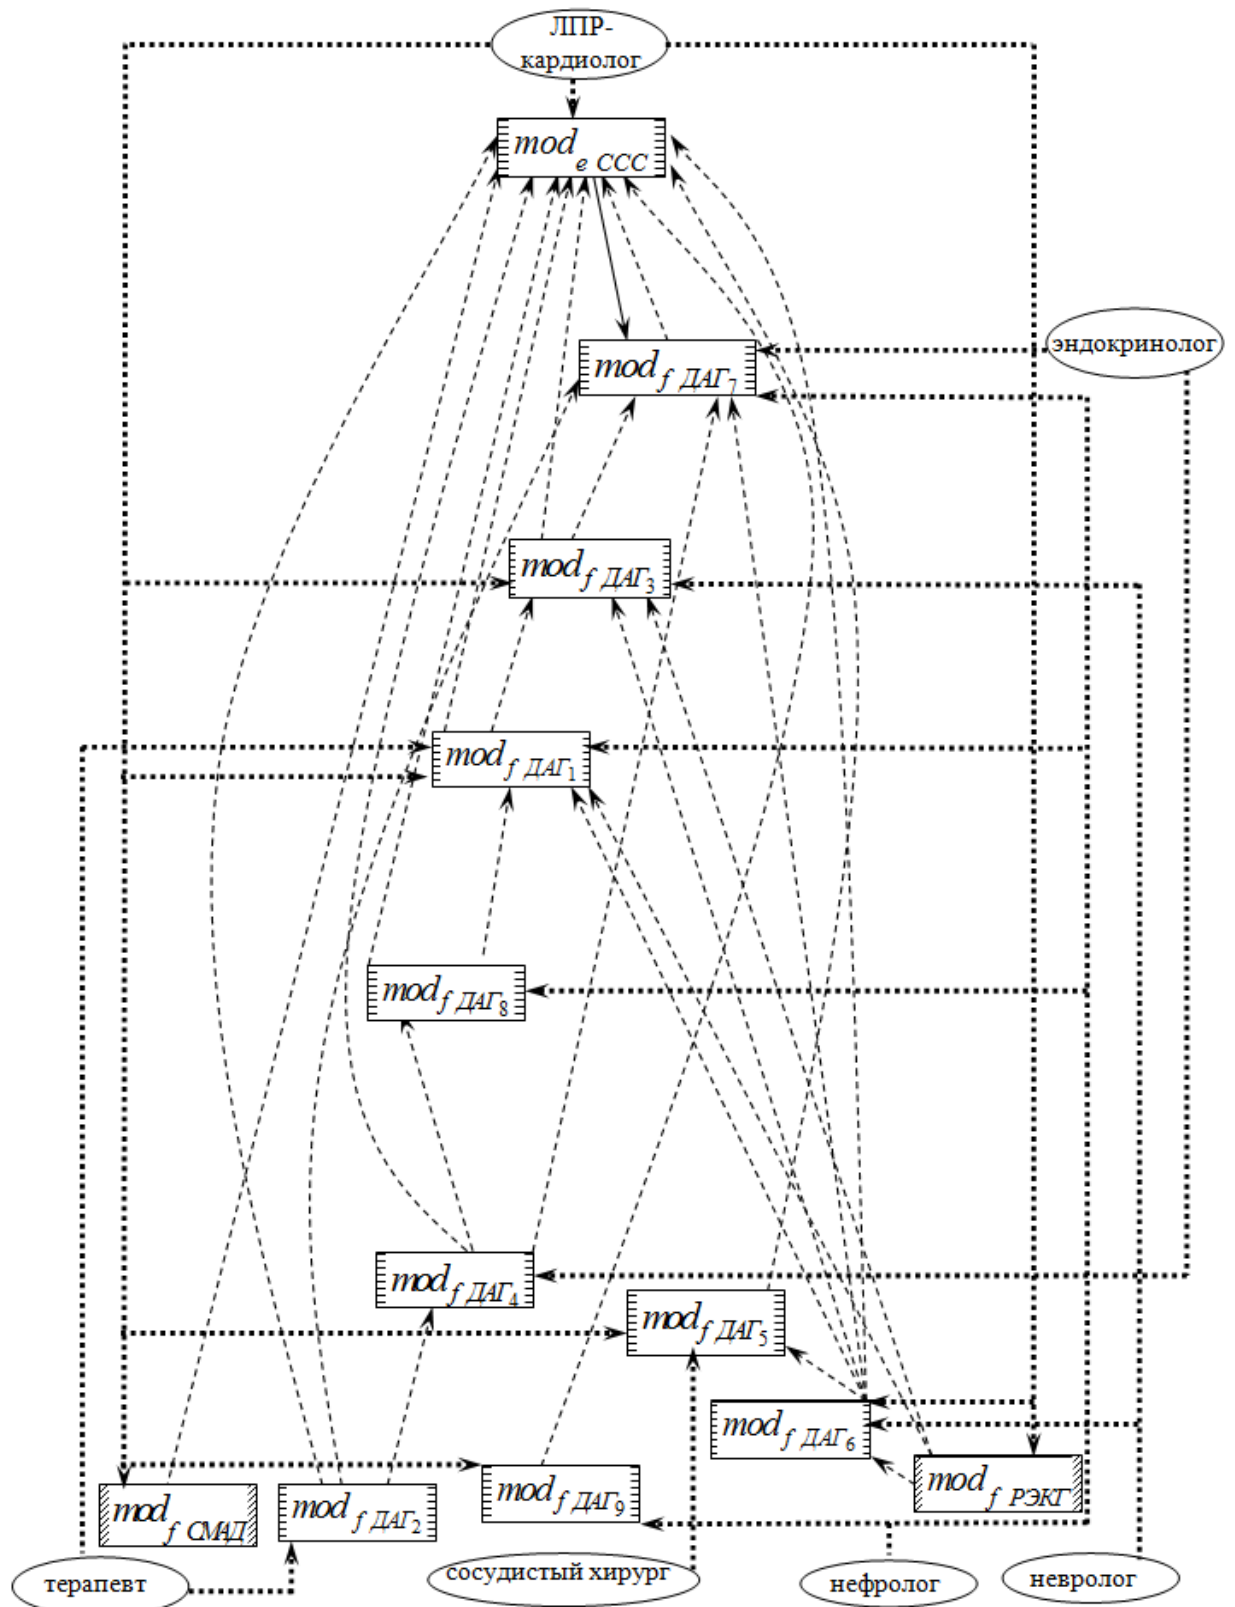 ЛПР-
кардиолог
mod е ССС
эндокринолог
mod f ДАГ₇
mod f ДАГ₃
mod f ДАГ₁
mod f ДАГ₈
mod f ДАГ₄
mod f ДАГ₅
mod f ДАГ₆
mod f РЭКГ
mod f ДАГ₉
mod f ДАГ₂
mod f СМАД
терапевт
сосудистый хирург
нефролог
невролог